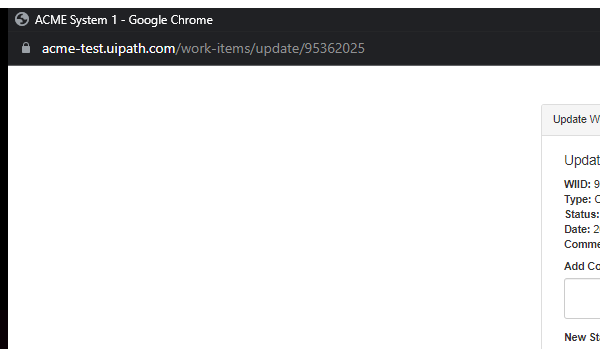 ACME System 1 - Google Chrome
acme-test.uipath.com/work-items/update/95362025
Update W
Updat
WIID: 9
Type:
Status:
Date: 2
Comme
Add Co
New Sta